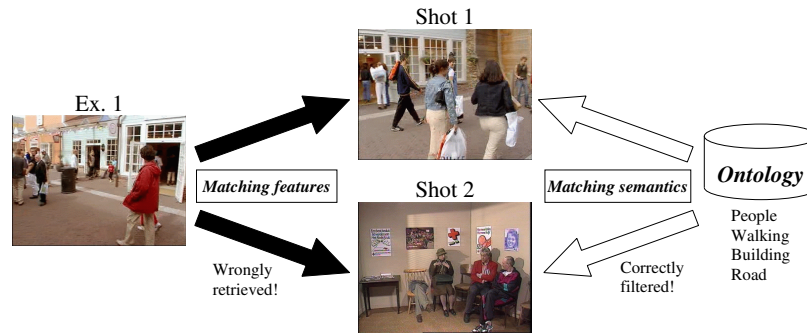 Shot 1
Ex. 1
Matching features
Matching semantics
Ontology
Shot 2
People
Walking
Building
Road
Wrongly
retrieved!
Correctly
filtered!